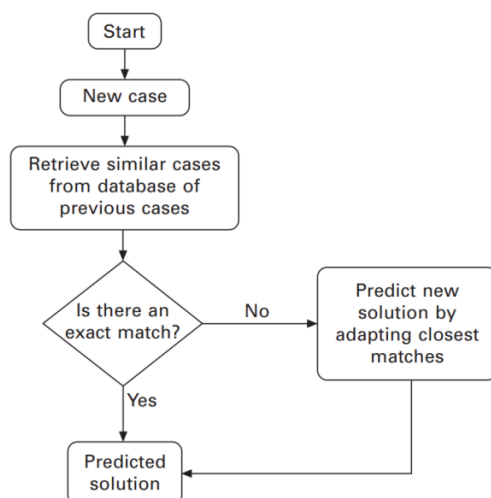 Start
New case
Retrieve similar cases
from database of
previous cases
Is there an
exact match?
No
Predict new
solution by
adapting closest
matches
Yes
Predicted
solution